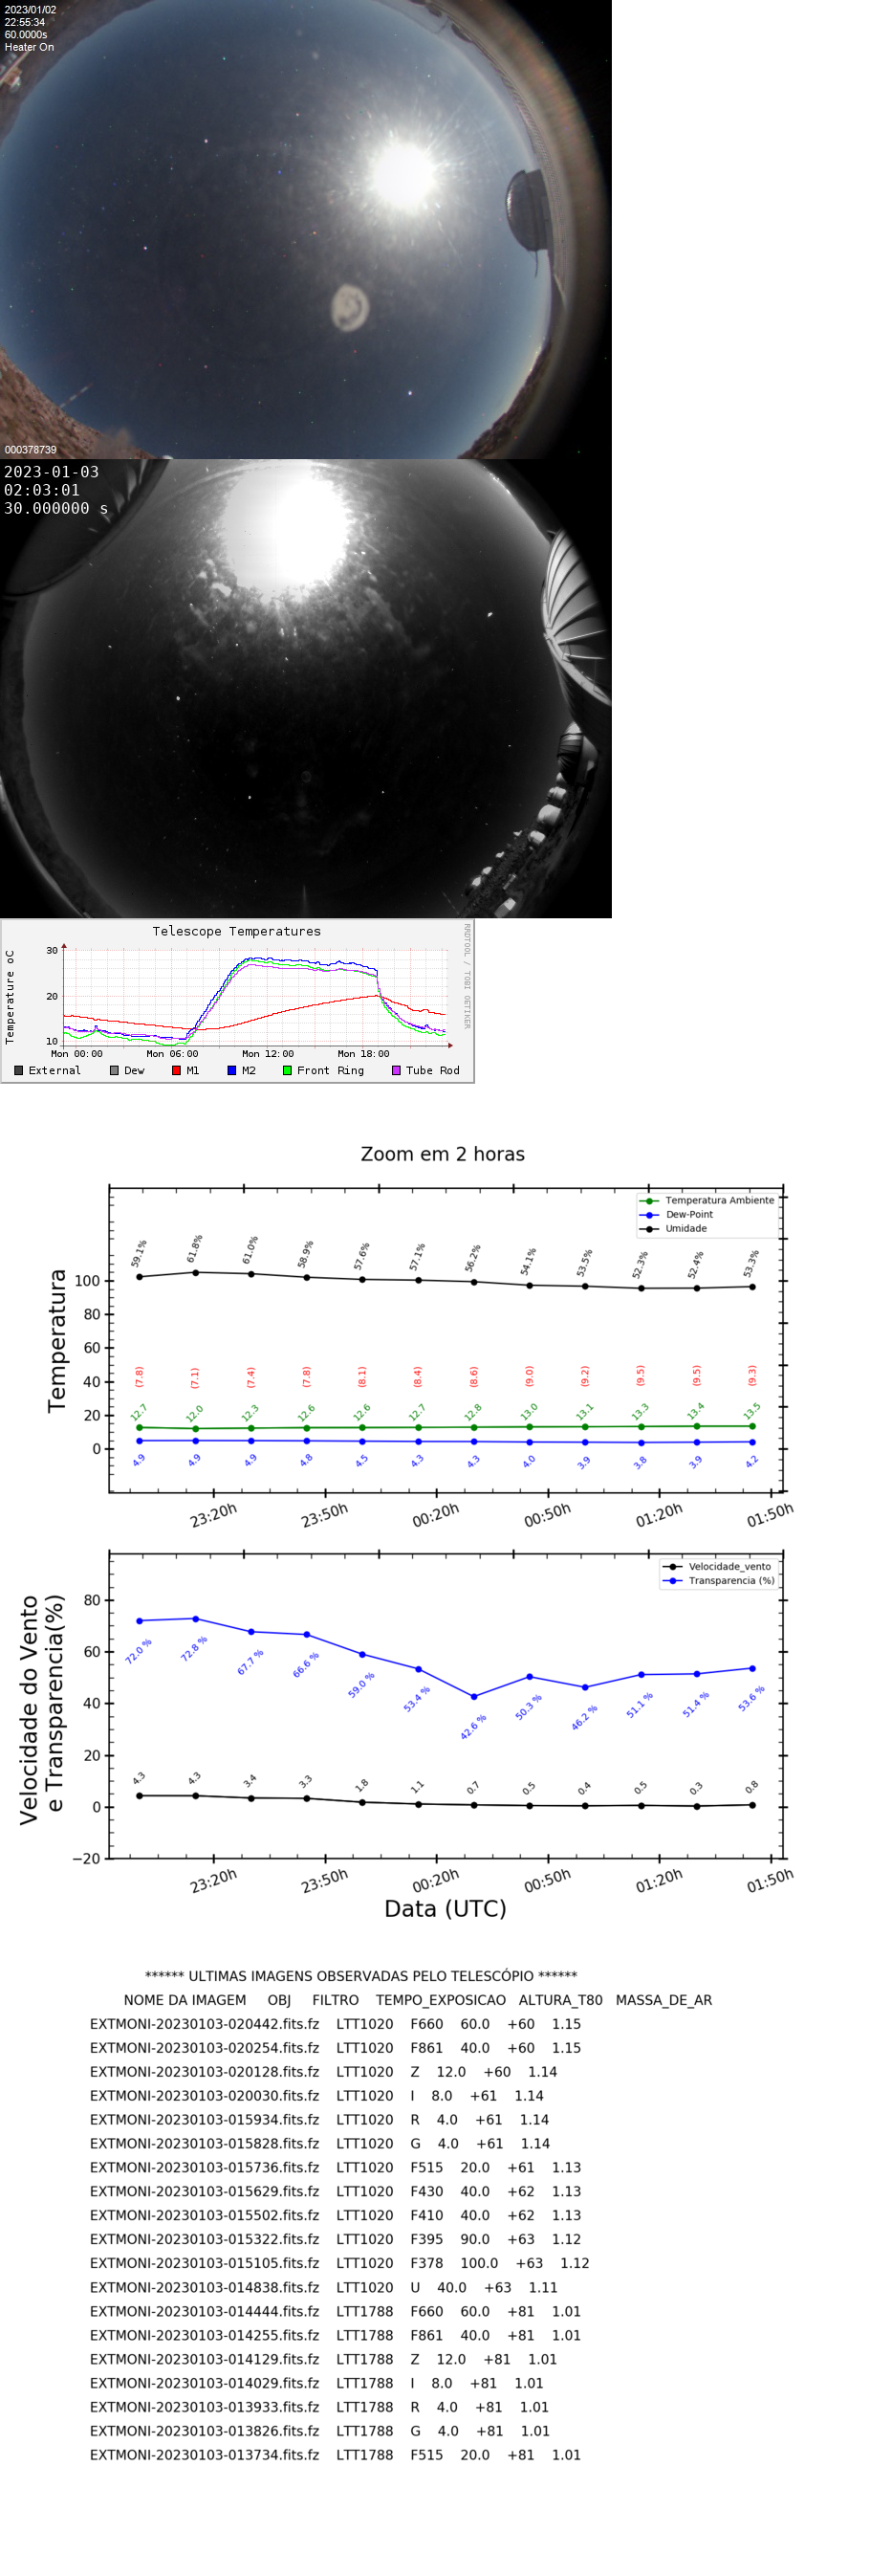 2023/01/02
22:55:34
60.0000s
Heater On
000378739
2023-01-03
02:03:01
30.000000 s
Telescope Temperatures
RRDTOOL / TOBI OETIKER
Temperature oC
30
20
10
Mon 00:00 Mon 06:00 Mon 12:00 Mon 18:00
External Dew M1 M2 Front Ring Tube Rod
Zoom em 2 horas
Temperatura
Temperatura Ambiente
Dew-Point
Umidade
59.1% 61.8% 61.0% 58.9% 57.6% 57.1% 56.2% 54.1% 53.5% 52.3% 52.4% 53.3%
100
80
60
40
20
0
(7.8) (7.1) (7.4) (7.8) (8.1) (8.4) (8.6) (9.0) (9.2) (9.5) (9.5) (9.3)
12.7 12.0 12.3 12.6 12.6 12.7 12.8 13.0 13.1 13.3 13.4 13.5
4.9 4.9 4.9 4.8 4.5 4.3 4.3 4.0 3.9 3.8 3.9 4.2
23:20h 23:50h 00:20h 00:50h 01:20h 01:50h
Velocidade do Vento
e Transparencia(%)
Velocidade_vento
Transparencia (%)
80
60
40
20
0
−20
72.0 % 72.8 % 67.7 % 66.6 % 59.0 % 53.4 % 42.6 % 50.3 % 46.2 % 51.1 % 51.4 % 53.6 %
4.3 4.3 3.4 3.3 1.8 1.1 0.7 0.5 0.4 0.5 0.3 0.8
23:20h 23:50h 00:20h 00:50h 01:20h 01:50h
Data (UTC)
****** ULTIMAS IMAGENS OBSERVADAS PELO TELESCÓPIO ******
NOME DA IMAGEM OBJ FILTRO TEMPO_EXPOSICAO ALTURA_T80 MASSA_DE_AR
EXTMONI-20230103-020442.fits.fz LTT1020 F660 60.0 +60 1.15
EXTMONI-20230103-020254.fits.fz LTT1020 F861 40.0 +60 1.15
EXTMONI-20230103-020128.fits.fz LTT1020 Z 12.0 +60 1.14
EXTMONI-20230103-020030.fits.fz LTT1020 I 8.0 +61 1.14
EXTMONI-20230103-015934.fits.fz LTT1020 R 4.0 +61 1.14
EXTMONI-20230103-015828.fits.fz LTT1020 G 4.0 +61 1.14
EXTMONI-20230103-015736.fits.fz LTT1020 F515 20.0 +61 1.13
EXTMONI-20230103-015629.fits.fz LTT1020 F430 40.0 +62 1.13
EXTMONI-20230103-015502.fits.fz LTT1020 F410 40.0 +62 1.13
EXTMONI-20230103-015322.fits.fz LTT1020 F395 90.0 +63 1.12
EXTMONI-20230103-015105.fits.fz LTT1020 F378 100.0 +63 1.12
EXTMONI-20230103-014838.fits.fz LTT1020 U 40.0 +63 1.11
EXTMONI-20230103-014444.fits.fz LTT1788 F660 60.0 +81 1.01
EXTMONI-20230103-014255.fits.fz LTT1788 F861 40.0 +81 1.01
EXTMONI-20230103-014129.fits.fz LTT1788 Z 12.0 +81 1.01
EXTMONI-20230103-014029.fits.fz LTT1788 I 8.0 +81 1.01
EXTMONI-20230103-013933.fits.fz LTT1788 R 4.0 +81 1.01
EXTMONI-20230103-013826.fits.fz LTT1788 G 4.0 +81 1.01
EXTMONI-20230103-013734.fits.fz LTT1788 F515 20.0 +81 1.01